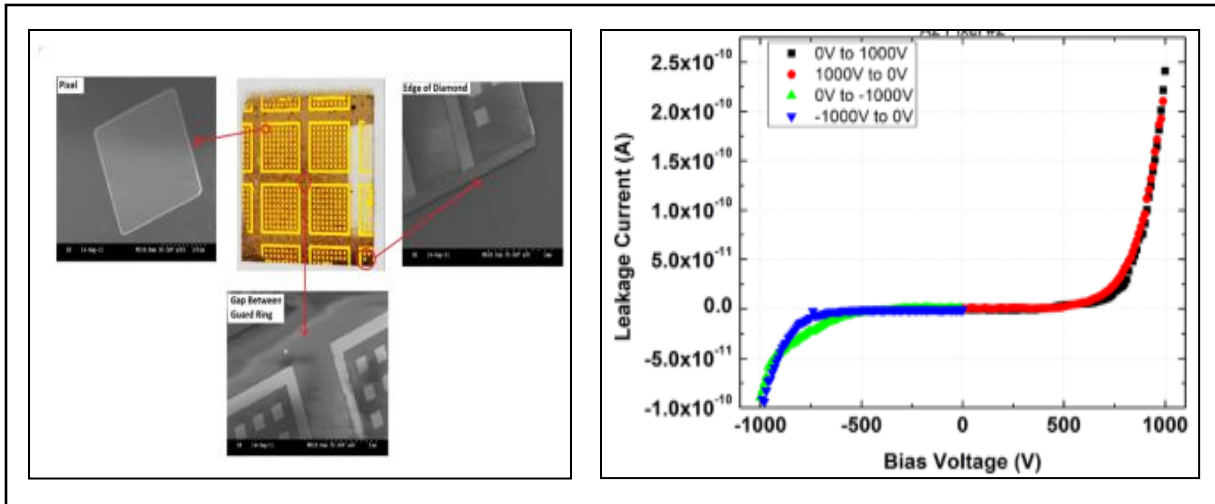 Pixel
Edge of Diamond
Gap Between
Guard Ring
0V to 1000V
1000V to 0V
0V to -1000V
-1000V to 0V
2.5x10⁻¹⁰
2.0x10⁻¹⁰
1.5x10⁻¹⁰
1.0x10⁻¹⁰
5.0x10⁻¹¹
0.0
-5.0x10⁻¹¹
-1.0x10⁻¹⁰
Leakage Current (A)
-1000
-500
0
500
1000
Bias Voltage (V)